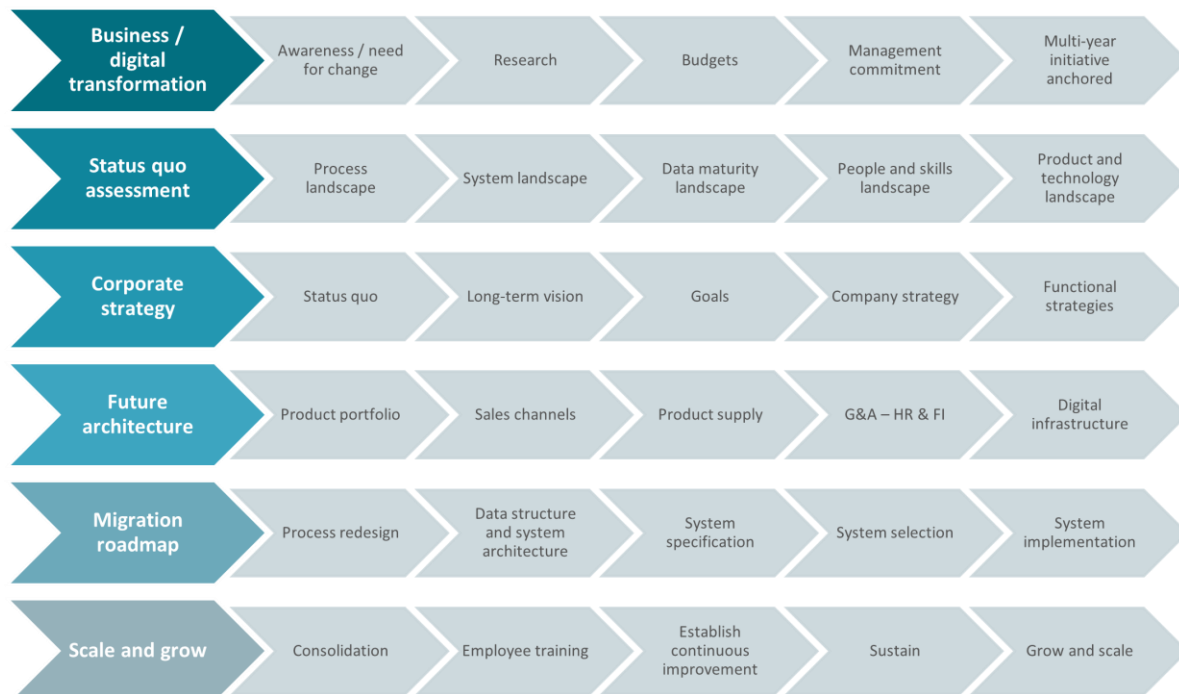 Business /
digital
transformation
Awareness / need
for change
Research
Budgets
Management
commitment
Multi-year
initiative
anchored
Status quo
assessment
Process
landscape
System landscape
Data maturity
landscape
People and skills
landscape
Product and
technology
landscape
Corporate
strategy
Status quo
Long-term vision
Goals
Company strategy
Functional
strategies
Future
architecture
Product portfolio
Sales channels
Product supply
G&A – HR & FI
Digital
infrastructure
Migration
roadmap
Process redesign
Data structure
and system
architecture
System
specification
System selection
System
implementation
Scale and grow
Consolidation
Employee training
Establish
continuous
improvement
Sustain
Grow and scale